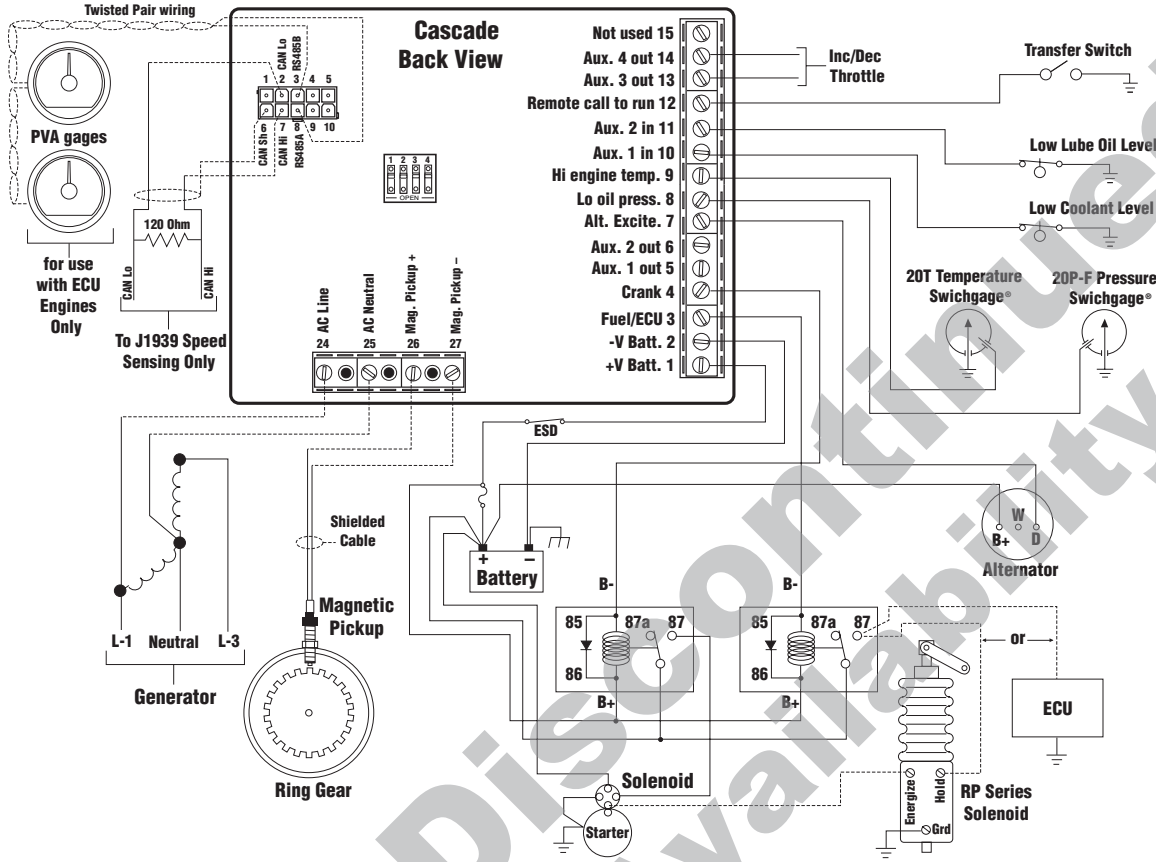 Twisted Pair wiring
PVA gages
for use
with ECU
Engines
Only
120 Ohm
CAN Lo
CAN Hi
To J1939 Speed
Sensing Only
Cascade
Back View
CAN Lo
RS485B
1 2 3 4 5
6 7 8 9 10
CAN Sh
CAN Hi
RS485A
1 2 3 4
OPEN
AC Line
AC Neutral
Mag. Pickup +
Mag. Pickup –
24 25 26 27
Not used 15
Aux. 4 out 14
Aux. 3 out 13
Remote call to run 12
Aux. 2 in 11
Aux. 1 in 10
Hi engine temp. 9
Lo oil press. 8
Alt. Excite. 7
Aux. 2 out 6
Aux. 1 out 5
Crank 4
Fuel/ECU 3
-V Batt. 2
+V Batt. 1
Inc/Dec
Throttle
Transfer Switch
Low Lube Oil Level
Low Coolant Level
20T Temperature
Swichgage®
20P-F Pressure
Swichgage®
ESD
Shielded
Cable
+ –
Battery
W
B+ D
Alternator
Magnetic
Pickup
Ring Gear
L-1 Neutral L-3
Generator
B-
85 87a 87
86
B+
B-
85 87a 87
86
B+
or
ECU
Solenoid
Starter
Energize
Hold
Grd
RP Series
Solenoid
Discontinued
vailability